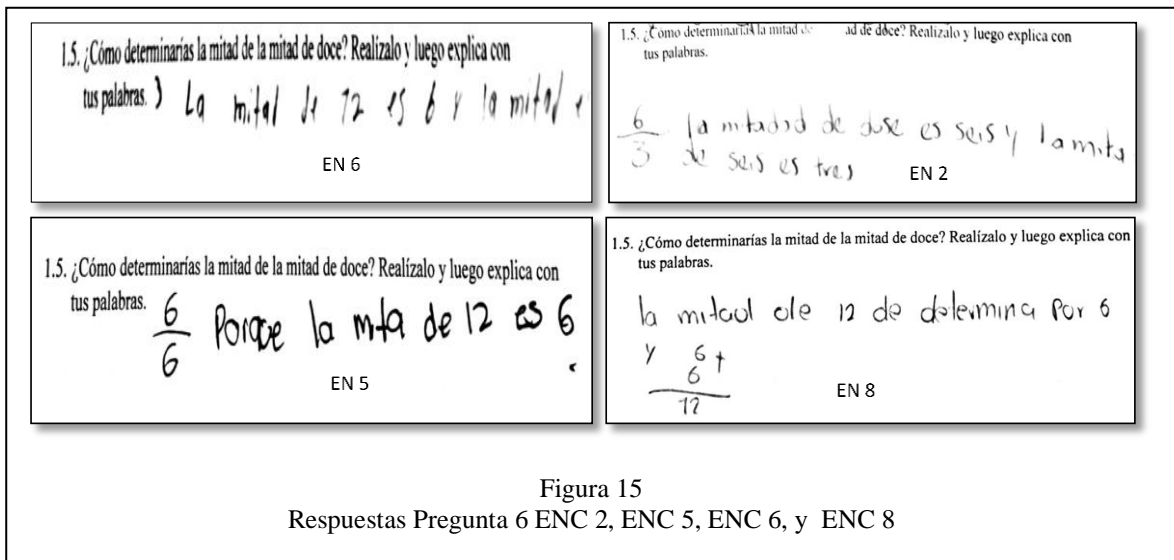 1.5. ¿Cómo determinarías la mitad de la mitad de doce? Realízalo y luego explica con
tus palabras. ) La mital de 12 es 6 y la mital e
EN 6
1.5. ¿Como determinarías la mitad de ad de doce? Realízalo y luego explica con
tus palabras.
6 la mitadad de duse es seis y la mita
3 de seis es tres
EN 2
1.5. ¿Cómo determinarías la mitad de la mitad de doce? Realízalo y luego explica con
tus palabras. 6
6 Porqe la mita de 12 es 6
EN 5
1.5. ¿Cómo determinarías la mitad de la mitad de doce? Realízalo y luego explica con
tus palabras.
la mitad de 12 de determina por 6
y 6 +
6
12
EN 8
Figura 15
Respuestas Pregunta 6 ENC 2, ENC 5, ENC 6, y ENC 8